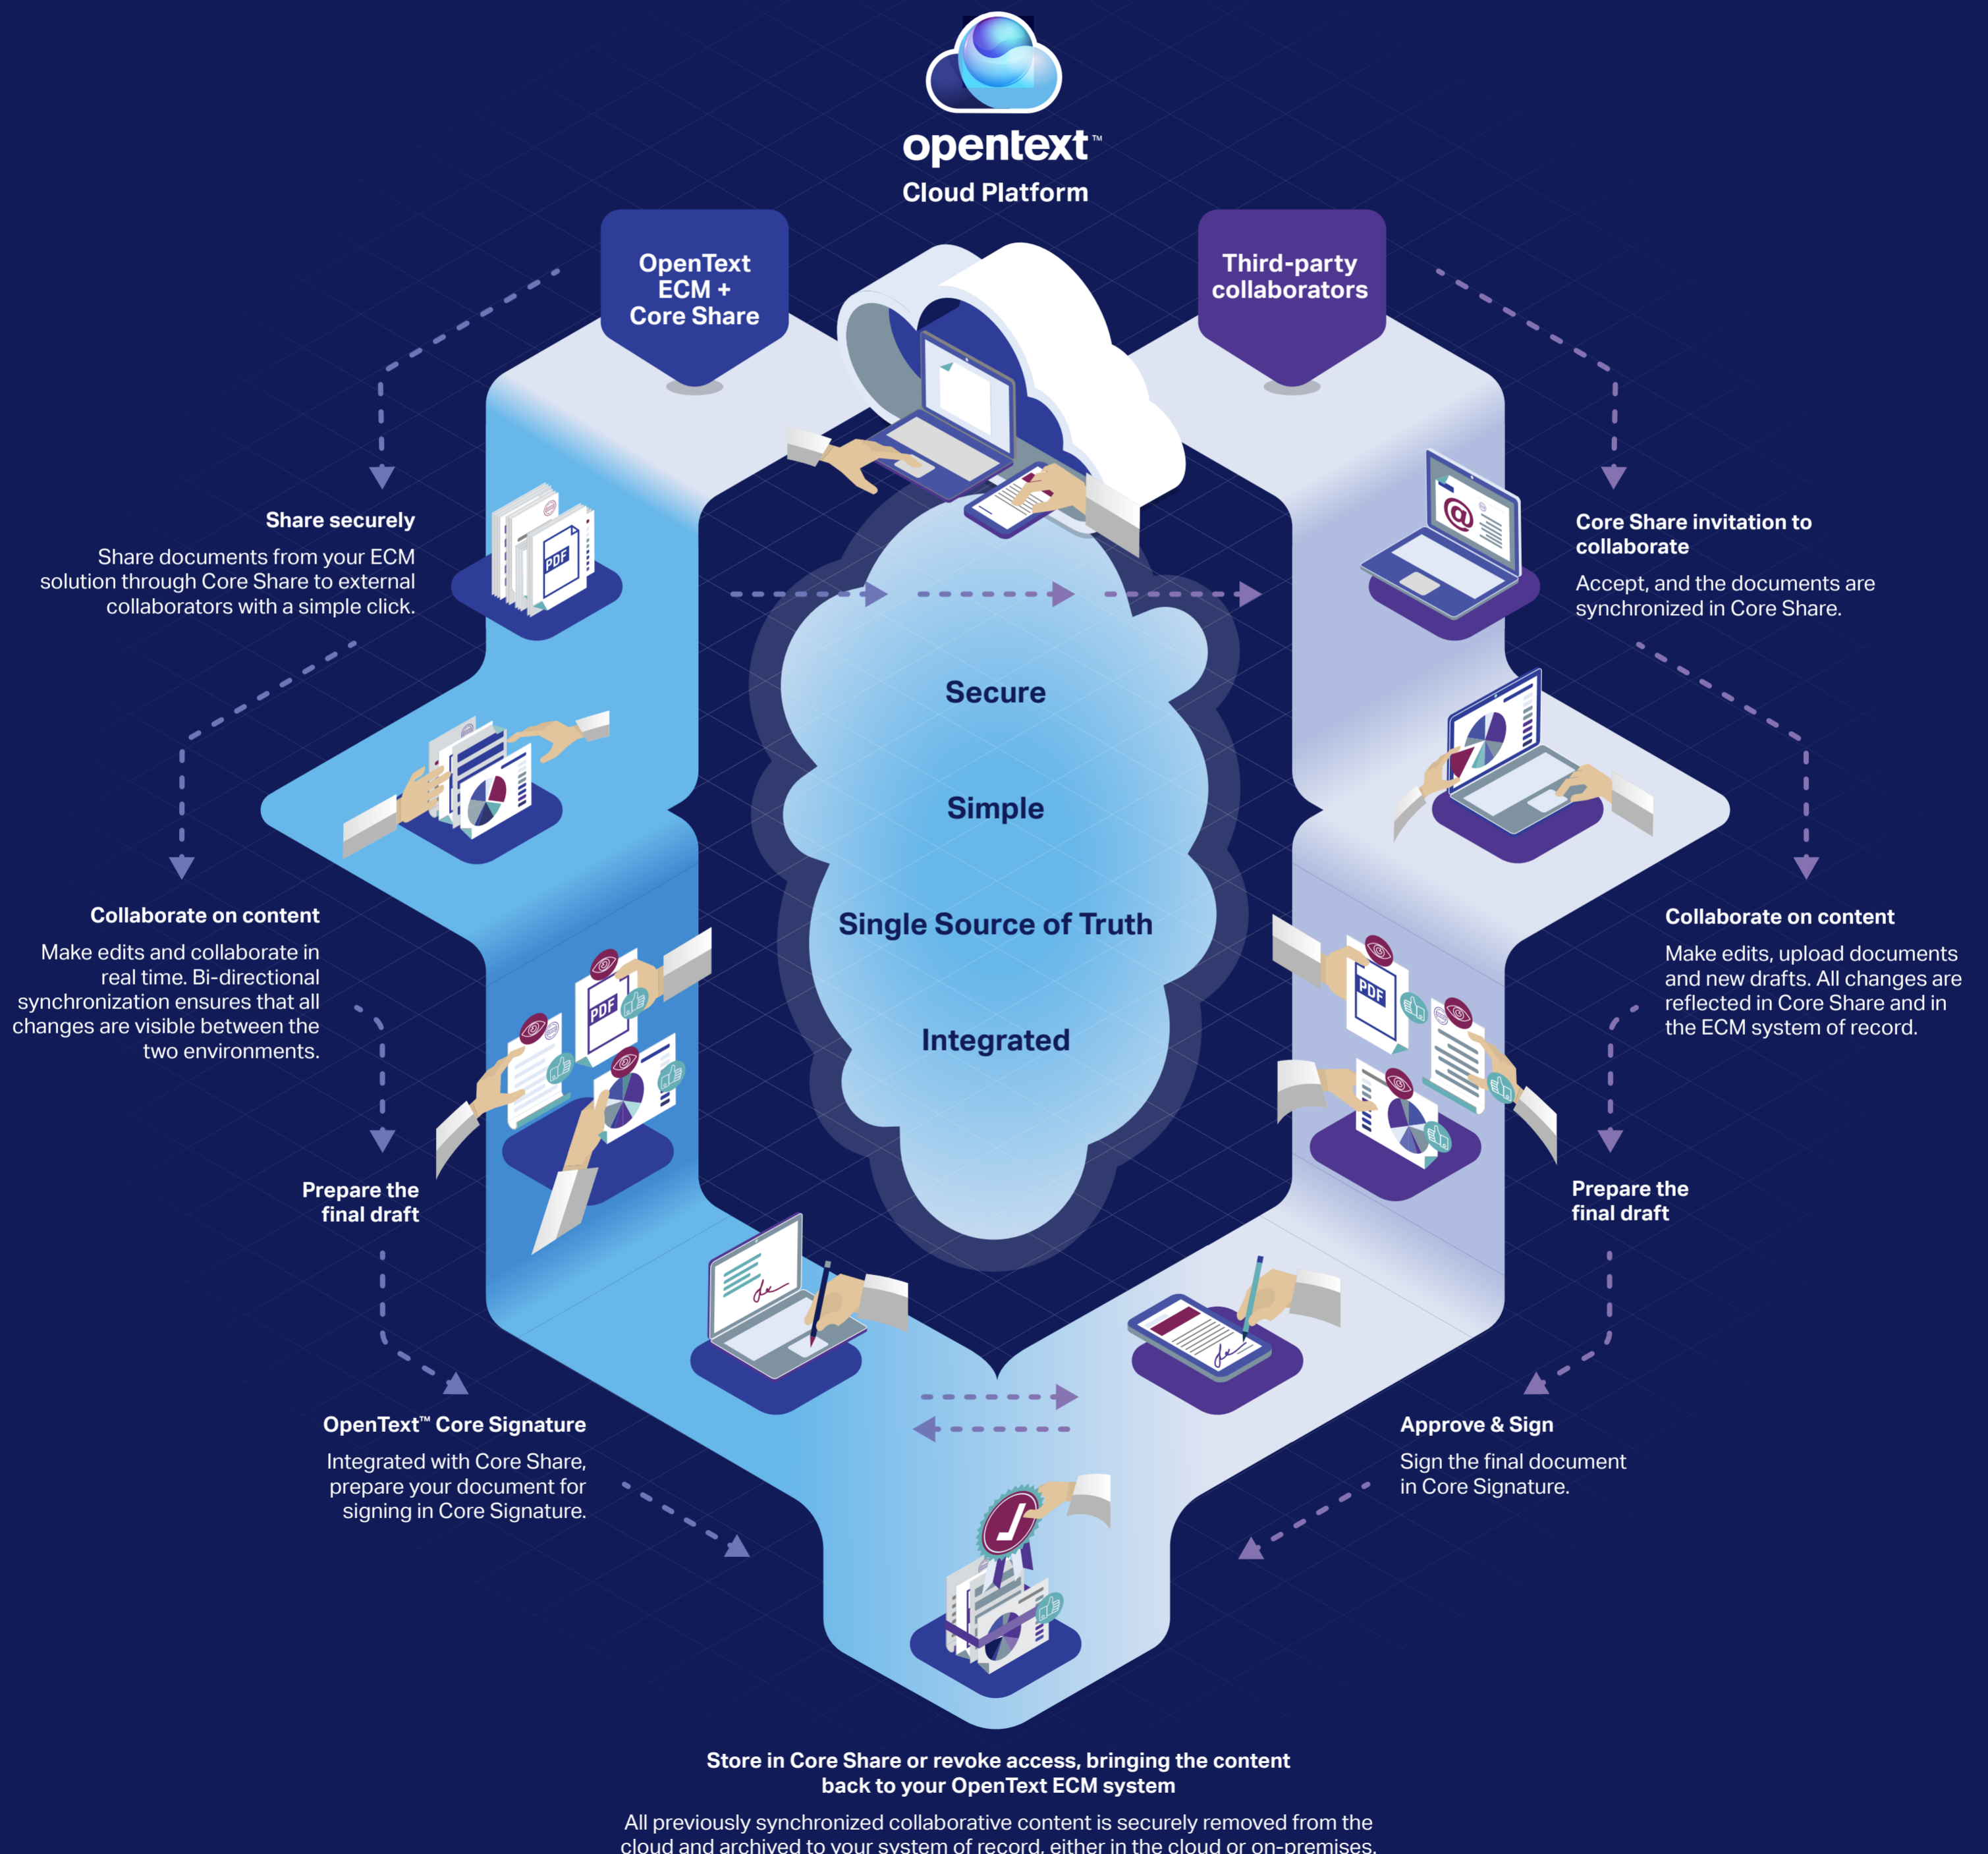 opentext™
Cloud Platform
OpenText
ECM +
Core Share
Third-party
collaborators
Share securely
Share documents from your ECM
solution through Core Share to external
collaborators with a simple click.
PDF
@
Core Share invitation to
collaborate
Accept, and the documents are
synchronized in Core Share.
Secure
Simple
Single Source of Truth
Integrated
Collaborate on content
Make edits and collaborate in
real time. Bi-directional
synchronization ensures that all
changes are visible between the
two environments.
PDF
Collaborate on content
Make edits, upload documents
and new drafts. All changes are
reflected in Core Share and in
the ECM system of record.
PDF
Prepare the
final draft
Prepare the
final draft
OpenText™ Core Signature
Integrated with Core Share,
prepare your document for
signing in Core Signature.
Approve & Sign
Sign the final document
in Core Signature.
Store in Core Share or revoke access, bringing the content
back to your OpenText ECM system
All previously synchronized collaborative content is securely removed from the
cloud and archived to your system of record, either in the cloud or on-premises.